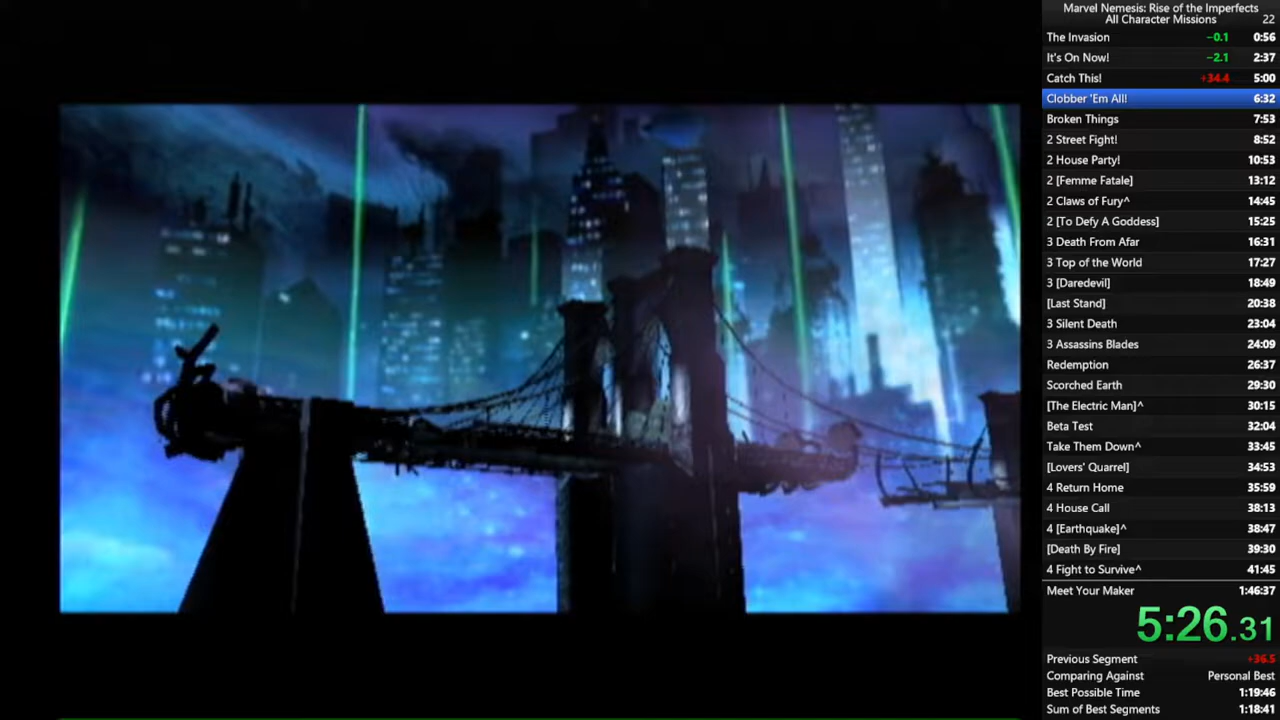 Marvel Nemesis: Rise of the Imperfects
All Character Missions 22
The Invasion -0.1 0:56
It's On Now! -2.1 2:37
Catch This! +34.4 5:00
Clobber 'Em All! 6:32
Broken Things 7:53
2 Street Fight! 8:52
2 House Party! 10:53
2 [Femme Fatale] 13:12
2 Claws of Fury^ 14:45
2 [To Defy A Goddess] 15:25
3 Death From Afar 16:31
3 Top of the World 17:27
3 [Daredevil] 18:49
[Last Stand] 20:38
3 Silent Death 23:04
3 Assassins Blades 24:09
Redemption 26:37
Scorched Earth 29:30
[The Electric Man]^ 30:15
Beta Test 32:04
Take Them Down^ 33:45
[Lovers' Quarrel] 34:53
4 Return Home 35:59
4 House Call 38:13
4 [Earthquake]^ 38:47
[Death By Fire] 39:30
4 Fight to Survive^ 41:45
Meet Your Maker 1:46:37
5:26.31
Previous Segment +36.5
Comparing Against Personal Best
Best Possible Time 1:19:46
Sum of Best Segments 1:18:41